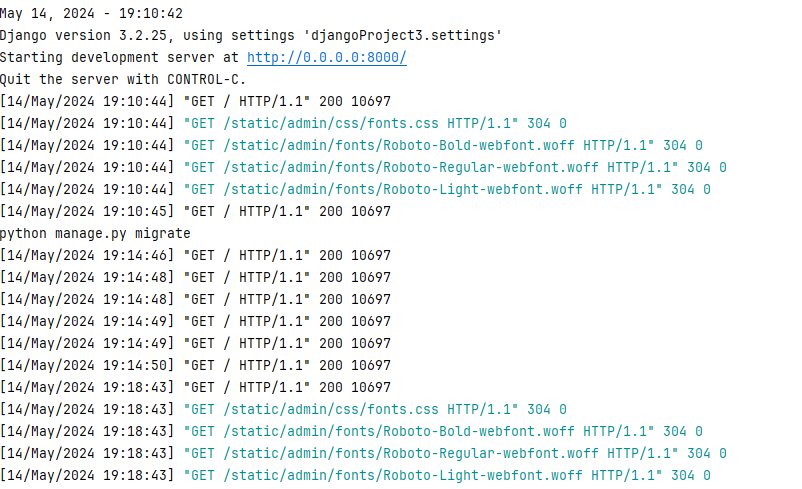 May 14, 2024 - 19:10:42
Django version 3.2.25, using settings 'djangoProject3.settings'
Starting development server at http://0.0.0.0:8000/
Quit the server with CONTROL-C.
[14/May/2024 19:10:44] "GET / HTTP/1.1" 200 10697
[14/May/2024 19:10:44] "GET /static/admin/css/fonts.css HTTP/1.1" 304 0
[14/May/2024 19:10:44] "GET /static/admin/fonts/Roboto-Bold-webfont.woff HTTP/1.1" 304 0
[14/May/2024 19:10:44] "GET /static/admin/fonts/Roboto-Regular-webfont.woff HTTP/1.1" 304 0
[14/May/2024 19:10:44] "GET /static/admin/fonts/Roboto-Light-webfont.woff HTTP/1.1" 304 0
[14/May/2024 19:10:45] "GET / HTTP/1.1" 200 10697
python manage.py migrate
[14/May/2024 19:14:46] "GET / HTTP/1.1" 200 10697
[14/May/2024 19:14:48] "GET / HTTP/1.1" 200 10697
[14/May/2024 19:14:48] "GET / HTTP/1.1" 200 10697
[14/May/2024 19:14:49] "GET / HTTP/1.1" 200 10697
[14/May/2024 19:14:49] "GET / HTTP/1.1" 200 10697
[14/May/2024 19:14:50] "GET / HTTP/1.1" 200 10697
[14/May/2024 19:18:43] "GET / HTTP/1.1" 200 10697
[14/May/2024 19:18:43] "GET /static/admin/css/fonts.css HTTP/1.1" 304 0
[14/May/2024 19:18:43] "GET /static/admin/fonts/Roboto-Bold-webfont.woff HTTP/1.1" 304 0
[14/May/2024 19:18:43] "GET /static/admin/fonts/Roboto-Regular-webfont.woff HTTP/1.1" 304 0
[14/May/2024 19:18:43] "GET /static/admin/fonts/Roboto-Light-webfont.woff HTTP/1.1" 304 0